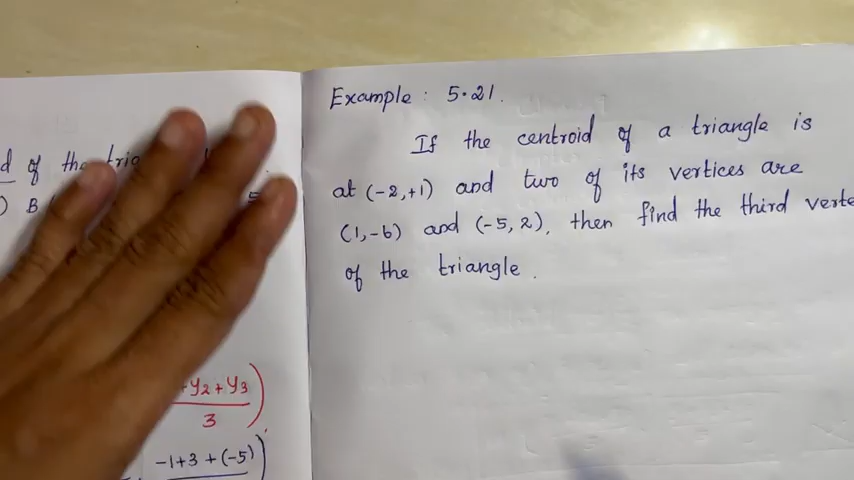 Example : 5.21.
If the centroid of a triangle is
at (-2,+1) and two of its vertices are
(1,-6) and (-5,2), then find the third verte
of the triangle.
d of the tria
) B
+y2+y3
3
-1+3+(-5)